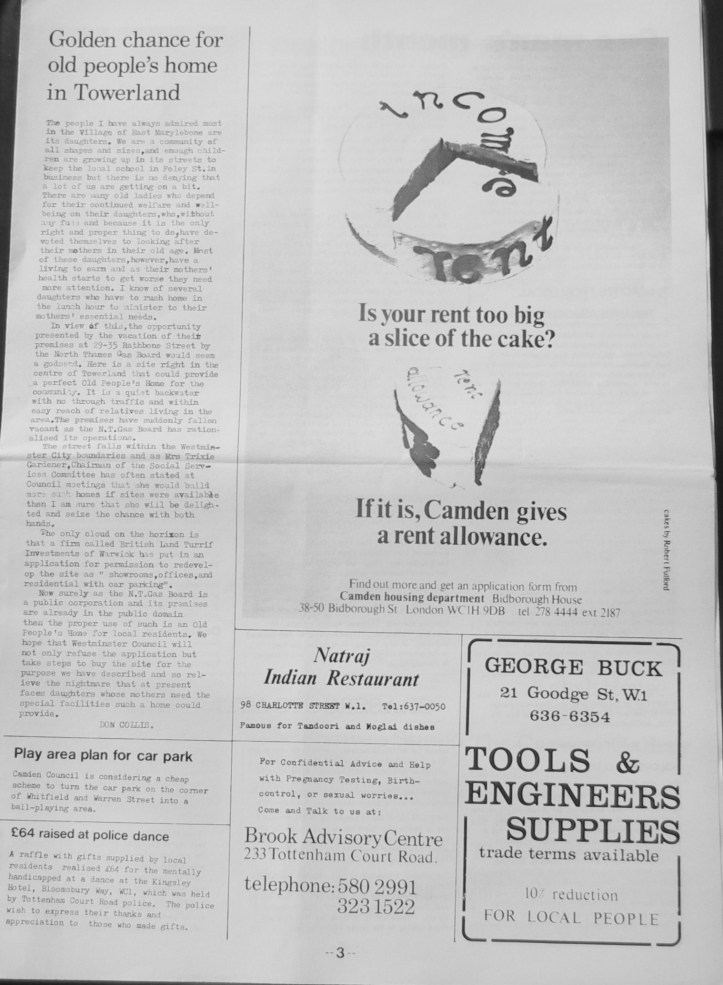 Golden chance for
old people's home
in Towerland
The people I have always admired most
in the Village of East Marylebone are
its daughters. We are a community of
all shapes and sizes,and enough child-
ren are growing up in its streets to
keep the local school in Foley St.in
business but there is no denying that
a lot of us are getting on a bit.
There are many old ladies who depend
for their continued welfare and well-
being on their daughters,who,without
any fuss and because it is the only
right and proper thing to do,have de-
voted themselves to looking after
their mothers in their old age. Most
of these daughters,however,have a
living to earn and as their mothers'
health starts to get worse they need
more attention. I know of several
daughters who have to rush home in
the lunch hour to minister to their
mothers' essential needs.
In view of this,the opportunity
presented by the vacation of their
premises at 29-35 Rathbone Street by
the North Thames Gas Board would seem
a godsend. Here is a site right in the
centre of Towerland that could provide
a perfect Old People's Home for the
community. It is a quiet backwater
with no through traffic and within
easy reach of relatives living in the
area.The premises have suddenly fallen
vacant as the N.T.Gas Board has ration-
alised its operations.
The street falls within the Westmin-
ster City boundaries and as Mrs Trixie
Gardener,Chairman of the Social Serv-
ices Committee has often stated at
Council meetings that she would build
more such homes if sites were available
then I am sure that she will be deligh-
ted and seize the chance with both
hands.
The only cloud on the horizon is
that a firm called British Land Turrif
Investments of Warwick has put in an
application for permission to redevel-
op the site as " showrooms,offices,and
residential with car parking".
Now surely as the N.T.Gas Board is
a public corporation and its premises
are already in the public domain
then the proper use of such is an Old
People's Home for local residents. We
hope that Westminster Council will
not only refuse the application but
take steps to buy the site for the
purpose we have described and so rel-
ieve the nightmare that at present
faces daughters whose mothers need the
special facilities such a home could
provide.
DON COLLIS.
Play area plan for car park
Camden Council is considering a cheap
scheme to turn the car park on the corner
of Whitfield and Warren Street into a
ball-playing area.
£64 raised at police dance
A raffle with gifts supplied by local
residents realised £64 for the mentally
handicapped at a dance at the Kingsley
Hotel, Bloomsbury Way, WC1, which was held
by Tottenham Court Road police. The police
wish to express their thanks and
appreciation to those who made gifts.
income
rent
Is your rent too big
a slice of the cake?
rent
allowance
If it is, Camden gives
a rent allowance.
cakes by Robert Fulford
Find out more and get an application form from
Camden housing department Bidborough House
38-50 Bidborough St London WC1H 9DB tel 278 4444 ext 2187
Natraj
Indian Restaurant
98 CHARLOTTE STREET W.1. Tel:637-0050
Famous for Tandoori and Moglai dishes
For Confidential Advice and Help
with Pregnancy Testing, Birth-
control, or sexual worries...
Come and Talk to us at:
Brook Advisory Centre
233 Tottenham Court Road.
telephone: 580 2991
323 1522
GEORGE BUCK
21 Goodge St, W.1
636-6354
TOOLS &
ENGINEERS
SUPPLIES
trade terms available
10% reduction
FOR LOCAL PEOPLE
--3--